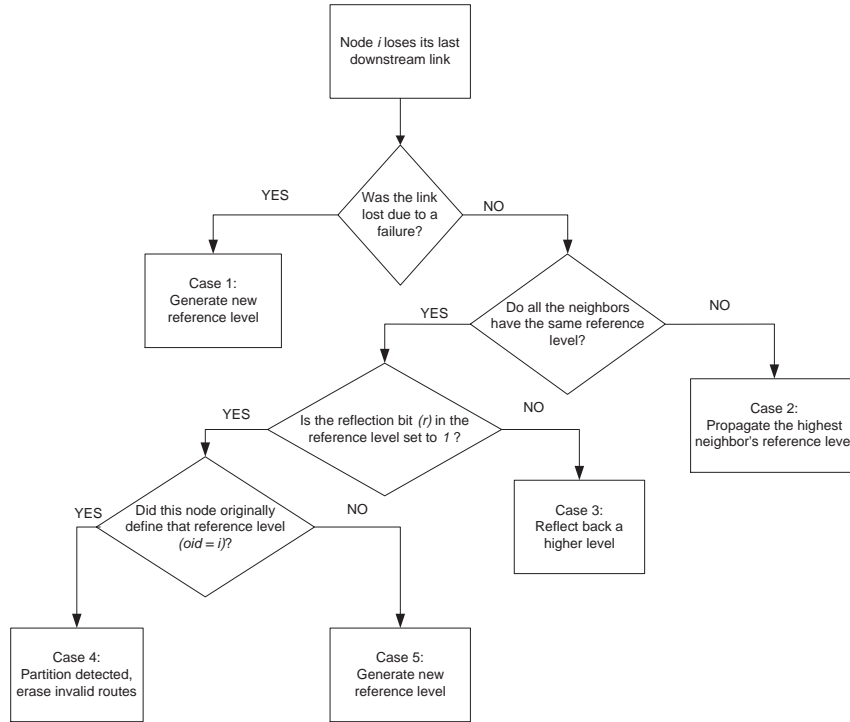 Node i loses its last
downstream link
Was the link
lost due to a
failure?
YES
NO
Case 1:
Generate new
reference level
Do all the neighbors
have the same reference
level?
YES
NO
Case 2:
Propagate the highest
neighbor's reference level
Is the reflection bit (r) in the
reference level set to 1 ?
YES
NO
Case 3:
Reflect back a
higher level
Did this node originally
define that reference level
(oid = i)?
YES
NO
Case 4:
Partition detected,
erase invalid routes
Case 5:
Generate new
reference level